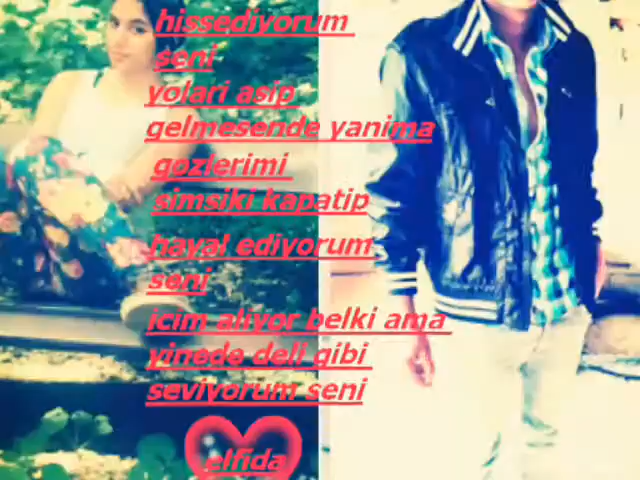 hissediyorum
seni
yolari asip
gelmesende yanima
gozlerimi
simsiki kapatip
hayal ediyorum
seni
icim aliyor belki ama
yinede deli gibi
seviyorum seni
elfida